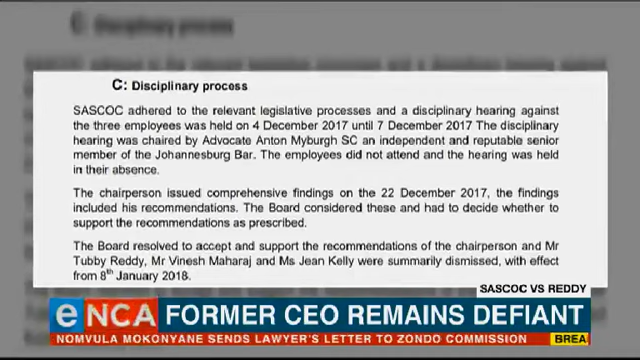 C: Disciplinary process
C: Disciplinary process
SASCOC adhered to the relevant legislative processes and a disciplinary hearing against
the three employees was held on 4 December 2017 until 7 December 2017 The disciplinary
hearing was chaired by Advocate Anton Myburgh SC an independent and reputable senior
member of the Johannesburg Bar. The employees did not attend and the hearing was held
in their absence.
The chairperson issued comprehensive findings on the 22 December 2017, the findings
included his recommendations. The Board considered these and had to decide whether to
support the recommendations as prescribed.
The Board resolved to accept and support the recommendations of the chairperson and Mr
Tubby Reddy, Mr Vinesh Maharaj and Ms Jean Kelly were summarily dismissed, with effect
from 8th January 2018.
SASCOC VS REDDY
eNCA FORMER CEO REMAINS DEFIANT
NOMVULA MOKONYANE SENDS LAWYER'S LETTER TO ZONDO COMMISSION BREA